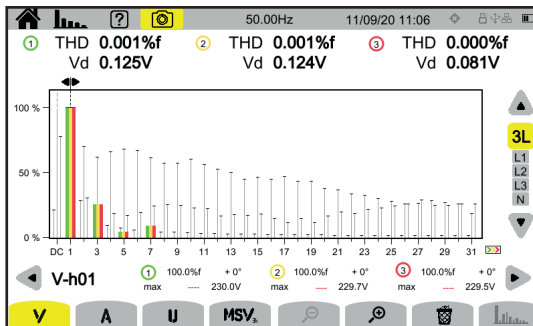 ? 50.00Hz 11/09/20 11:06
1 THD 0.001%f 2 THD 0.001%f 3 THD 0.000%f
Vd 0.125V Vd 0.124V Vd 0.081V
100 %
50 %
0 %
3L
L1
L2
L3
N
DC 1 3 5 7 9 11 13 15 17 19 21 23 25 27 29 31
V-h01 1 100.0%f + 0° 2 100.0%f + 0° 3 100.0%f + 0°
max ---- 230.0V max ---- 229.7V max ---- 229.5V
V A U MSV